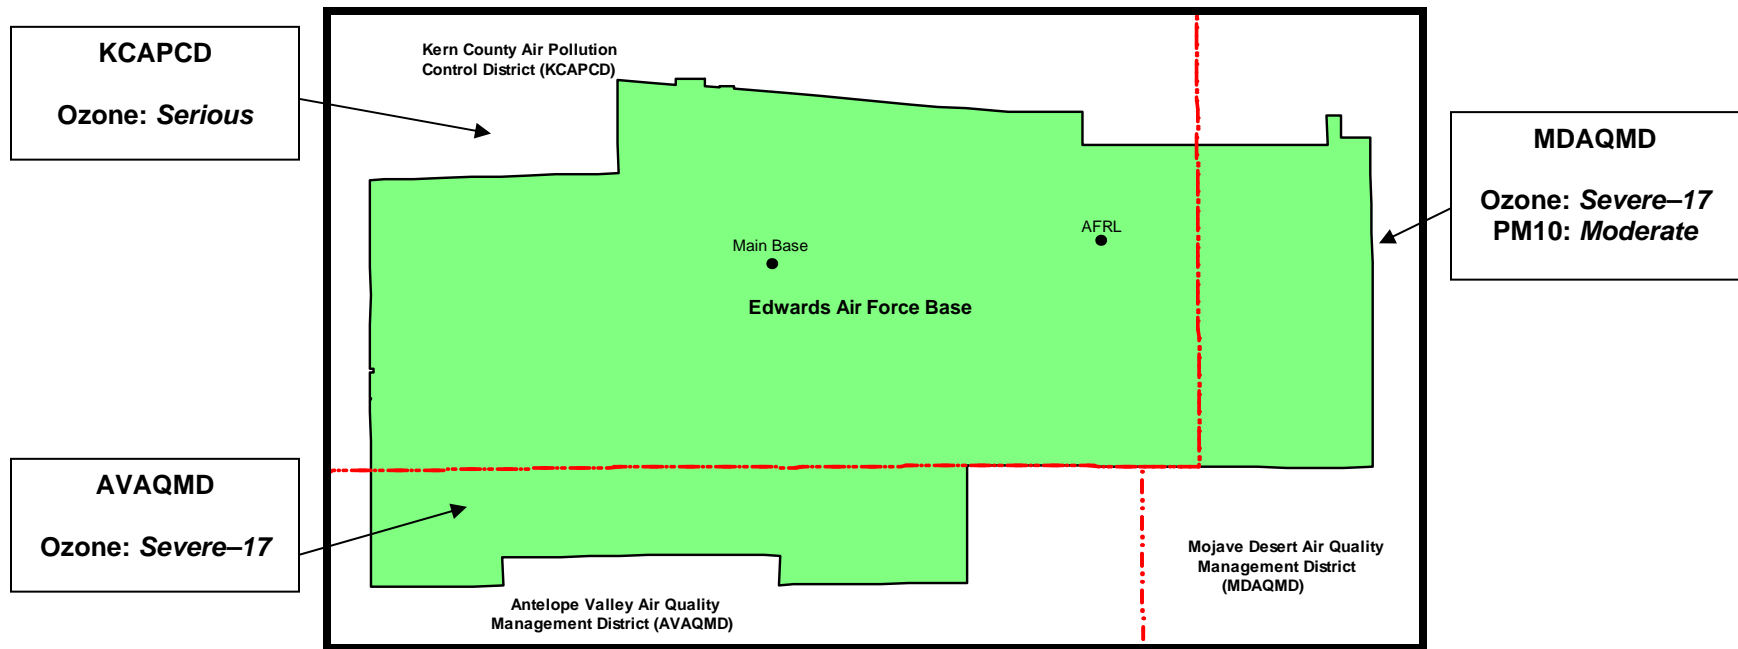 KCAPCD
Ozone: Serious
Kern County Air Pollution
Control District (KCAPCD)
MDAQMD
Ozone: Severe–17
PM10: Moderate
AFRL
Main Base
Edwards Air Force Base
AVAQMD
Ozone: Severe–17
Mojave Desert Air Quality
Management District
(MDAQMD)
Antelope Valley Air Quality
Management District (AVAQMD)